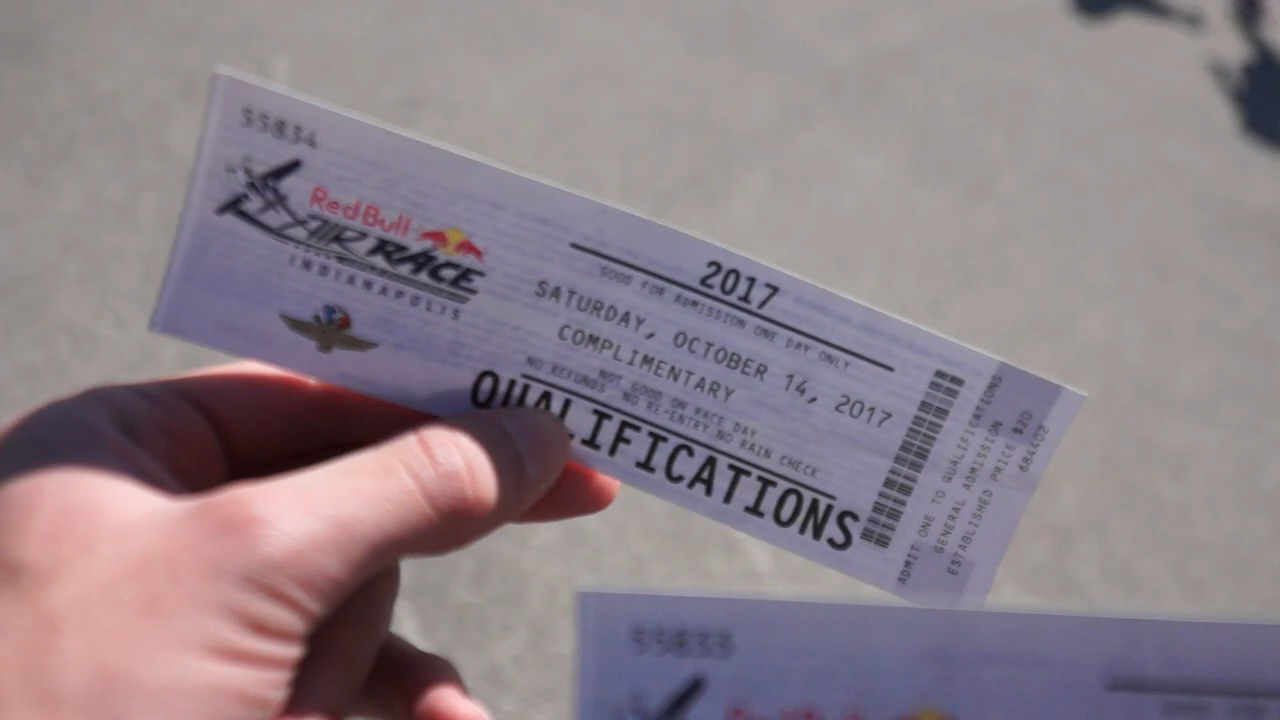 55834
Red Bull
AIR RACE
INDIANAPOLIS
2017
GOOD FOR ADMISSION ONE DAY ONLY
SATURDAY, OCTOBER 14, 2017
COMPLIMENTARY
NOT GOOD ON RACE DAY
NO REFUNDS NO RE-ENTRY NO RAIN CHECK
QUALIFICATIONS
ADMIT ONE TO QUALIFICATIONS
GENERAL ADMISSION
ESTABLISHED PRICE $20
684402
55833
Red Bull